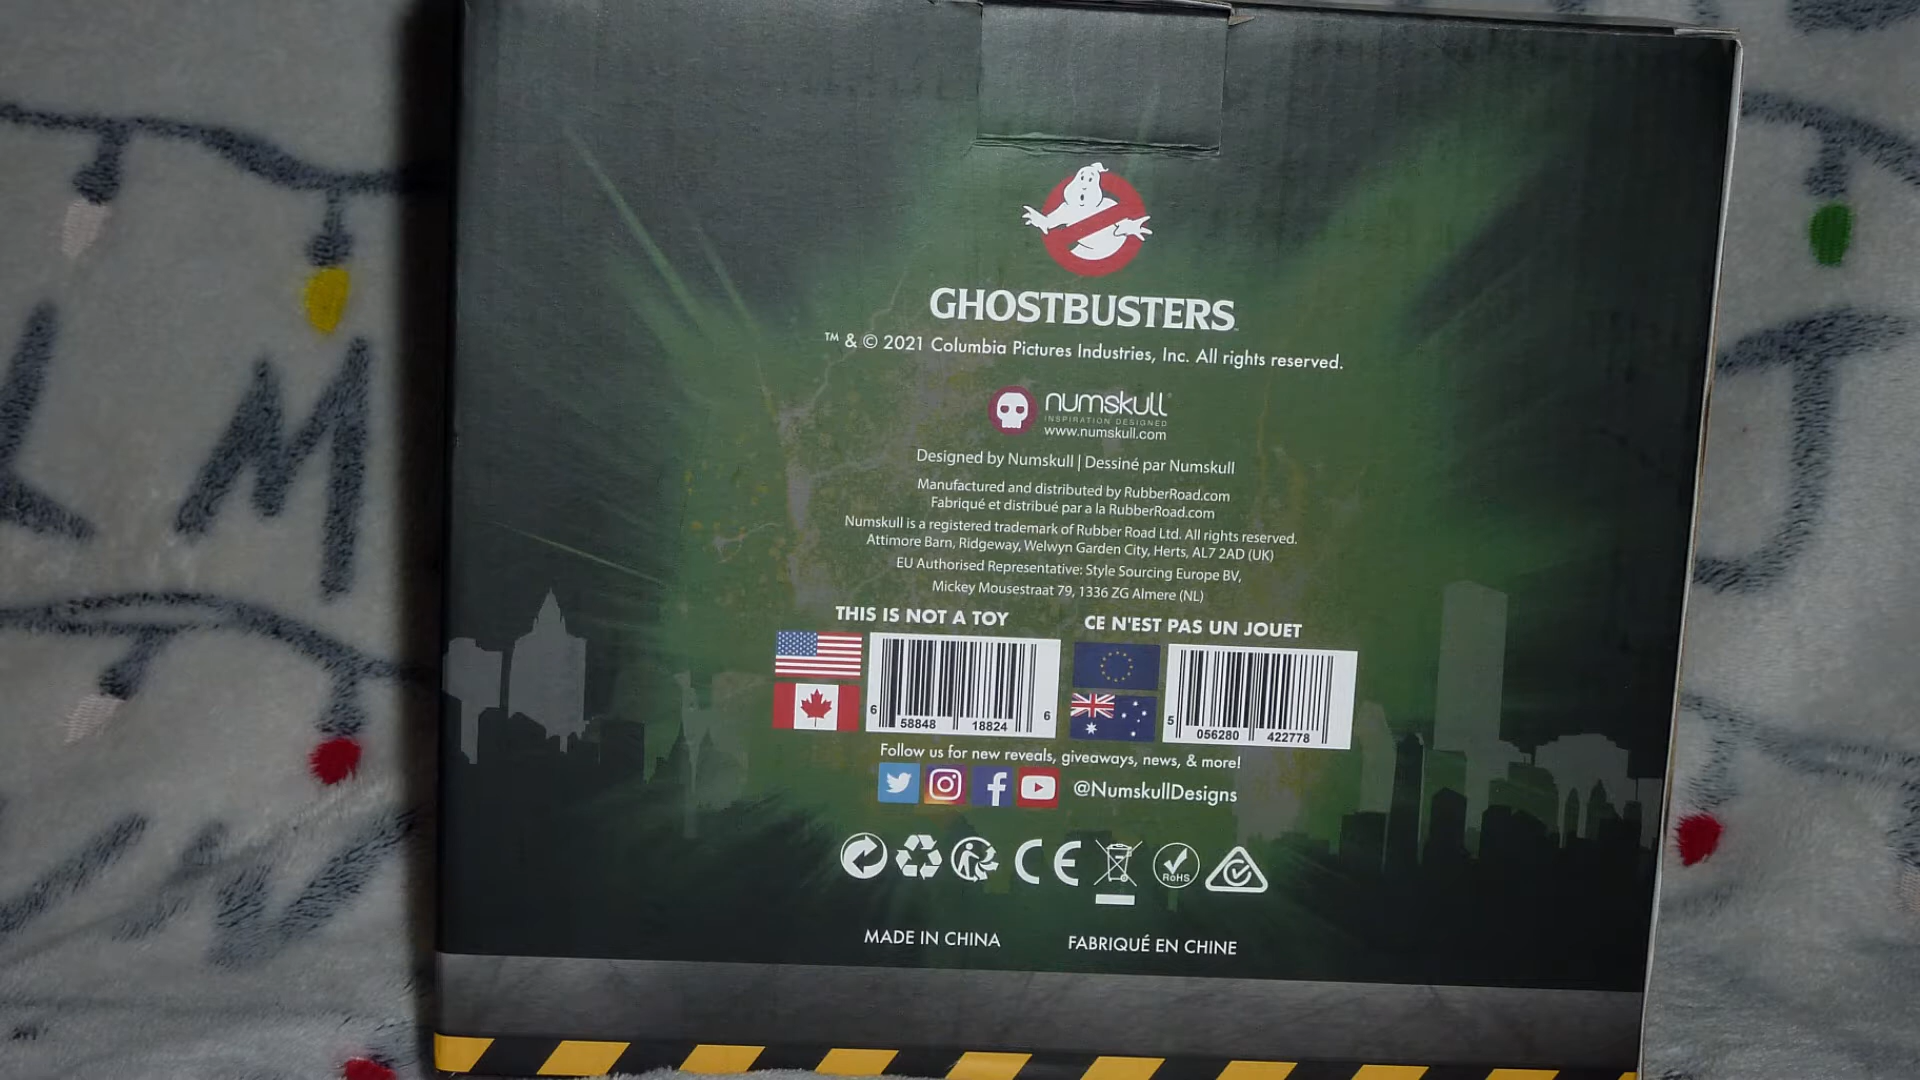 GHOSTBUSTERS
™ & © 2021 Columbia Pictures Industries, Inc. All rights reserved.
numskull
INSPIRATION DESIGNED
www.numskull.com
Designed by Numskull | Dessiné par Numskull
Manufactured and distributed by RubberRoad.com
Fabriqué et distribué par a la RubberRoad.com
Numskull is a registered trademark of Rubber Road Ltd. All rights reserved.
Attimore Barn, Ridgeway, Welwyn Garden City, Herts, AL7 2AD (UK)
EU Authorised Representative: Style Sourcing Europe BV,
Mickey Mousestraat 79, 1336 ZG Almere (NL)
THIS IS NOT A TOY CE N'EST PAS UN JOUET
6 58848 18824 6
5 056280 422778
Follow us for new reveals, giveaways, news, & more!
@NumskullDesigns
CE RoHS
MADE IN CHINA FABRIQUÉ EN CHINE